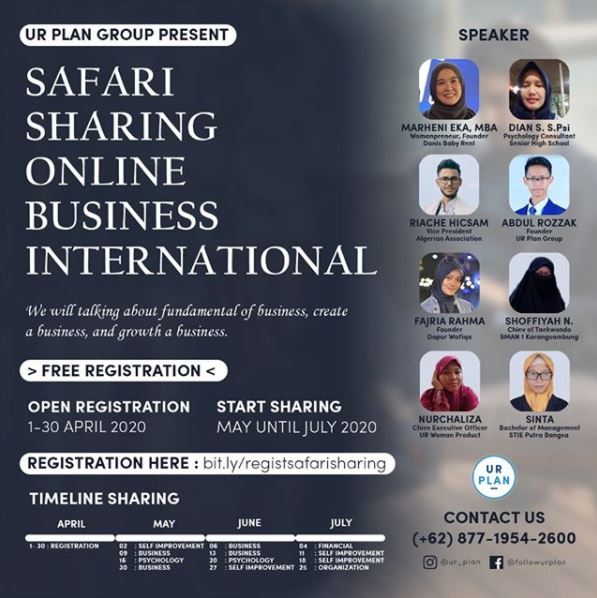 UR PLAN GROUP PRESENT
SAFARI
SHARING
ONLINE
BUSINESS
INTERNATIONAL
We will talking about fundamental of business, create
a business, and growth a business.
> FREE REGISTRATION <
OPEN REGISTRATION
1-30 APRIL 2020
START SHARING
MAY UNTIL JULY 2020
REGISTRATION HERE : bit.ly/registsafarisharing
TIMELINE SHARING
APRIL
1- 30 : REGISTRATION
MAY
02 : SELF IMPROVEMENT
09 : BUSINESS
16 : PSYCHOLOGY
30 : BUSINESS
JUNE
06 : BUSINESS
13 : BUSINESS
20 : PSYCHOLOGY
27 : SELF IMPROVEMENT
JULY
04 : FINANCIAL
11 : SELF IMPROVEMENT
18 : SELF IMPROVEMENT
25 : ORGANIZATION
SPEAKER
MARHENI EKA, MBA
Womanpreneur, Founder
Danis Baby Rent
DIAN S. S.Psi
Psychology Consultant
Senior High School
RIACHE HICSAM
Vice President
Algerian Association
ABDUL ROZZAK
Founder
UR Plan Group
FAJRIA RAHMA
Founder
Dapur Wafiqa
SHOFFIYAH N.
Chiev of Taekwondo
SMAN 1 Karangsambung
NURCHALIZA
Chiev Executive Officer
UR Woman Product
SINTA
Bachelor of Management
STIE Putra Bangsa
UR
PLAN
CONTACT US
(+62) 877-1954-2600
@ur_plan
@followurplan